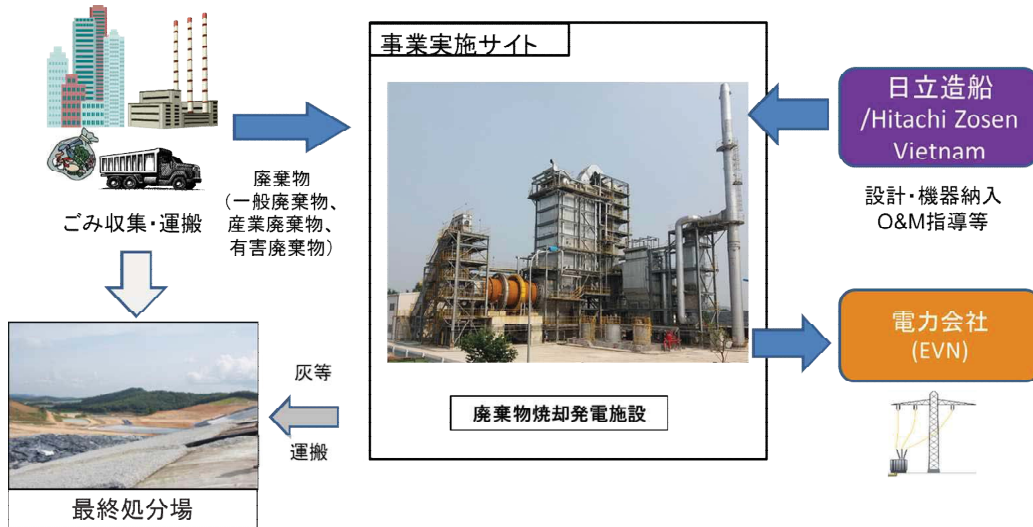 事業実施サイト
日立造船
/Hitachi Zosen
Vietnam
設計・機器納入
O&M指導等
廃棄物
(一般廃棄物、
産業廃棄物、
有害廃棄物)
ごみ収集・運搬
電力会社
(EVN)
灰等
運搬
廃棄物焼却発電施設
最終処分場